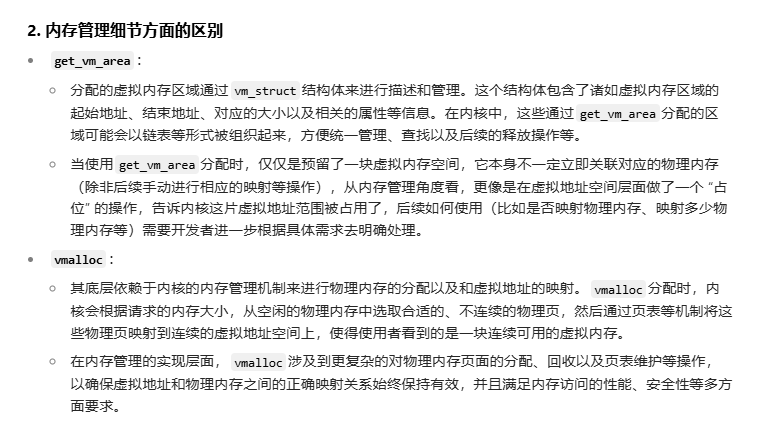 2. 内存管理细节方面的区别
get_vm_area：
分配的虚拟内存区域通过 vm_struct 结构体来进行描述和管理。这个结构体包含了诸如虚拟内存区域的
起始地址、结束地址、对应的大小以及相关的属性等信息。在内核中，这些通过 get_vm_area 分配的区
域可能会以链表等形式被组织起来，方便统一管理、查找以及后续的释放操作等。
当使用 get_vm_area 分配时，仅仅是预留了一块虚拟内存空间，它本身不一定立即关联对应的物理内存
（除非后续手动进行相应的映射等操作），从内存管理角度看，更像是在虚拟地址空间层面做了一个“占
位”的操作，告诉内核这片虚拟地址范围被占用了，后续如何使用（比如是否映射物理内存、映射多少物
理内存等）需要开发者进一步根据具体需求去明确处理。
vmalloc：
其底层依赖于内核的内存管理机制来进行物理内存的分配以及和虚拟地址的映射。 vmalloc 分配时，内
核会根据请求的内存大小，从空闲的物理内存中选取合适的、不连续的物理页，然后通过页表等机制将这
些物理页映射到连续的虚拟地址空间上，使得使用者看到的是一块连续可用的虚拟内存。
在内存管理的实现层面， vmalloc 涉及到更复杂的对物理内存页面的分配、回收以及页表维护等操作，
以确保虚拟地址和物理内存之间的正确映射关系始终保持有效，并且满足内存访问的性能、安全性等多方
面要求。